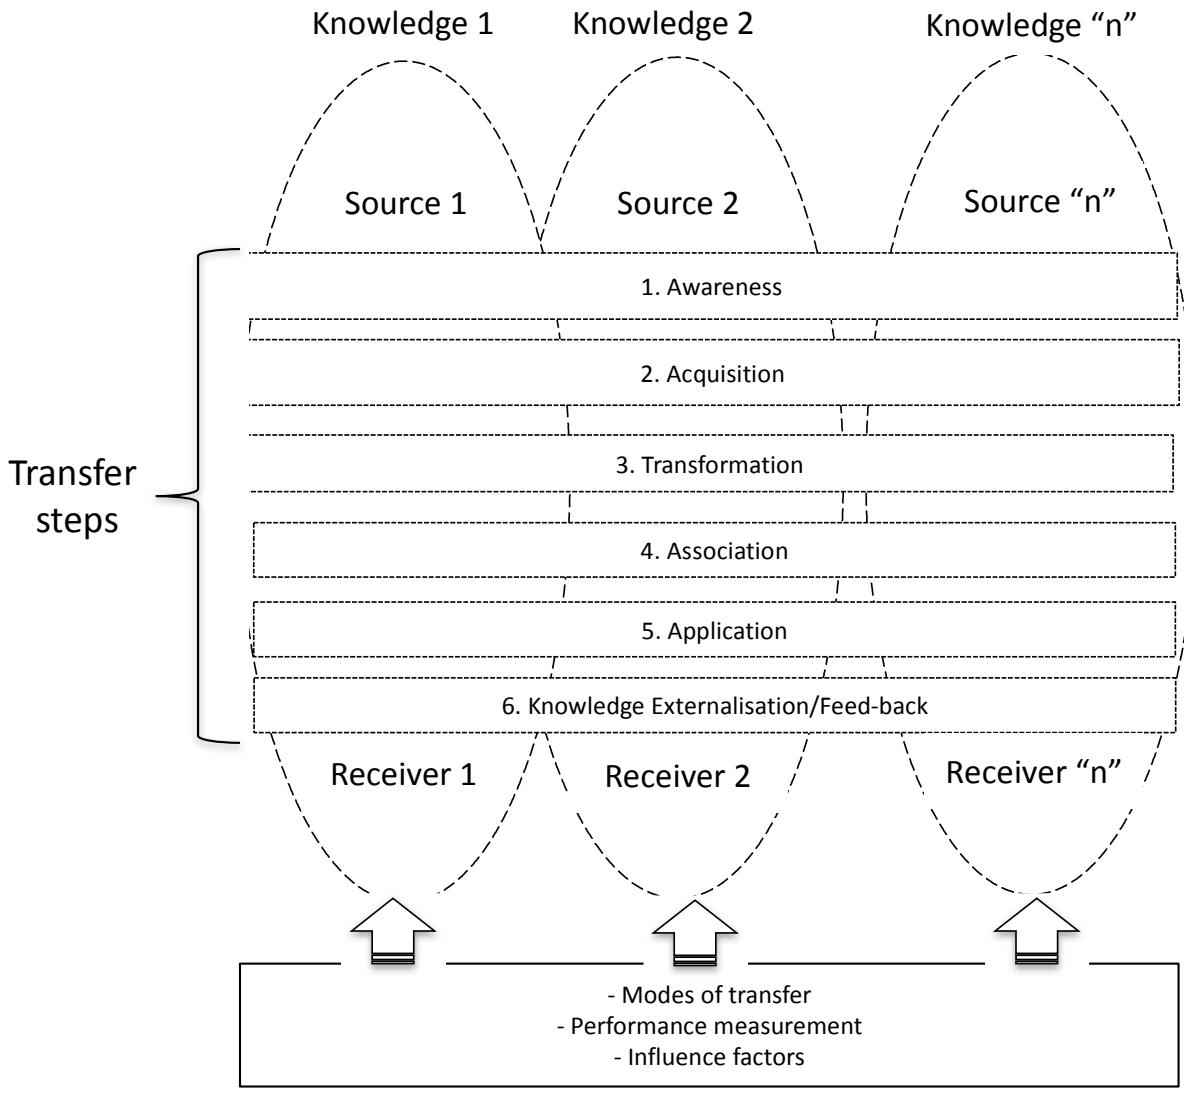 Knowledge 1
Knowledge 2
Knowledge “n”
Source 1
Source 2
Source “n”
1. Awareness
2. Acquisition
3. Transformation
Transfer
steps
4. Association
5. Application
6. Knowledge Externalisation/Feed-back
Receiver 1
Receiver 2
Receiver “n”
- Modes of transfer
- Performance measurement
- Influence factors